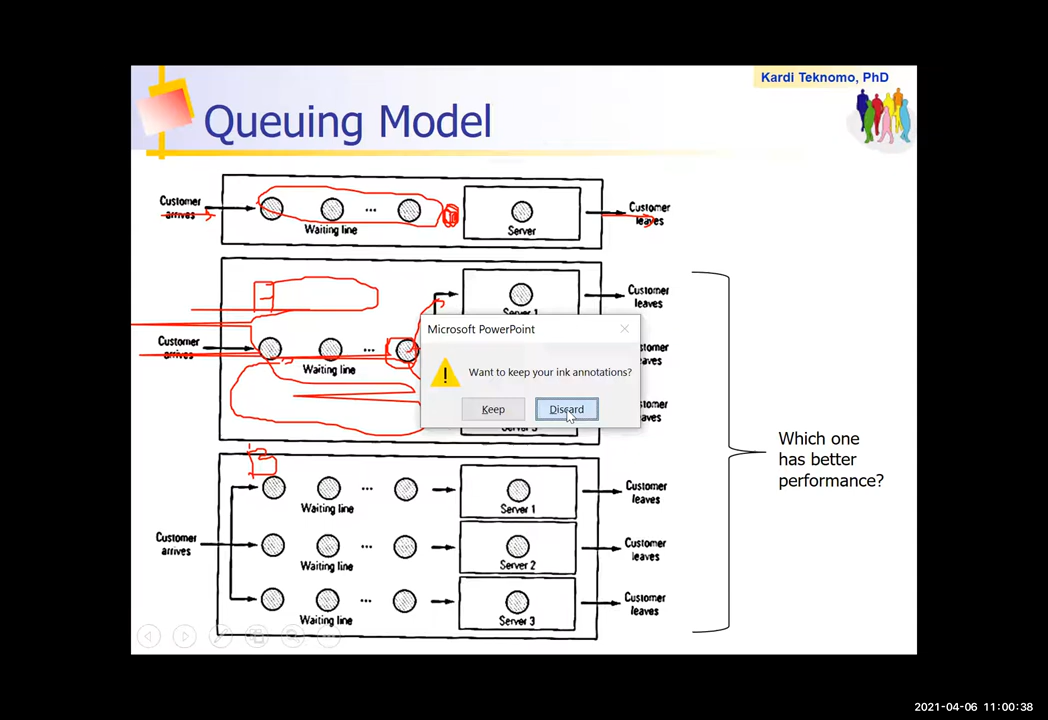 Kardi Teknomo, PhD
Queuing Model
Customer
arrives
Waiting line
...
Server
Customer
leaves
Customer
arrives
Waiting line
...
Customer
leaves
Microsoft PowerPoint
Want to keep your ink annotations?
Keep
Discard
Which one
has better
performance?
Customer
arrives
...
Waiting line
Server 1
Customer
leaves
...
Waiting line
Server 2
Customer
leaves
...
Waiting line
Server 3
Customer
leaves
2021-04-06 11:00:38